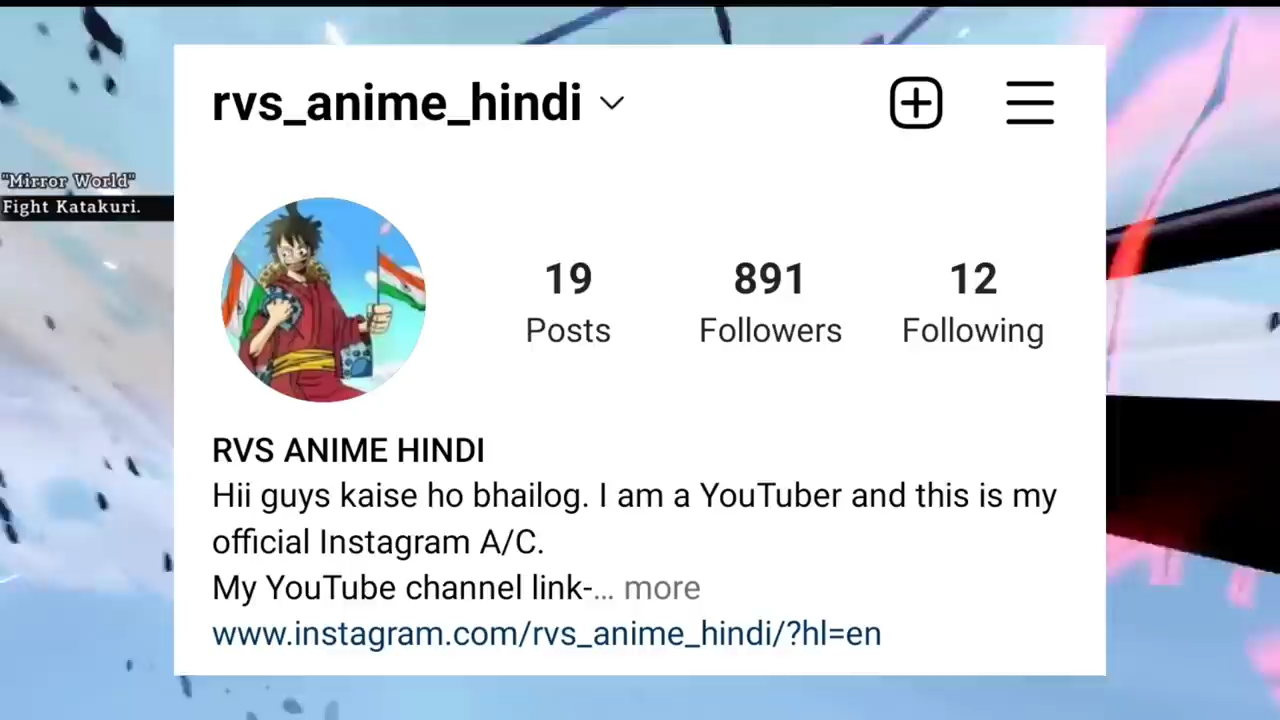 rvs_anime_hindi
"Mirror World"
Fight Katakuri.
19
891
12
Posts
Followers
Following
RVS ANIME HINDI
Hii guys kaise ho bhailog. I am a YouTuber and this is my
official Instagram A/C.
My YouTube channel link-... more
www.instagram.com/rvs_anime_hindi/?hl=en